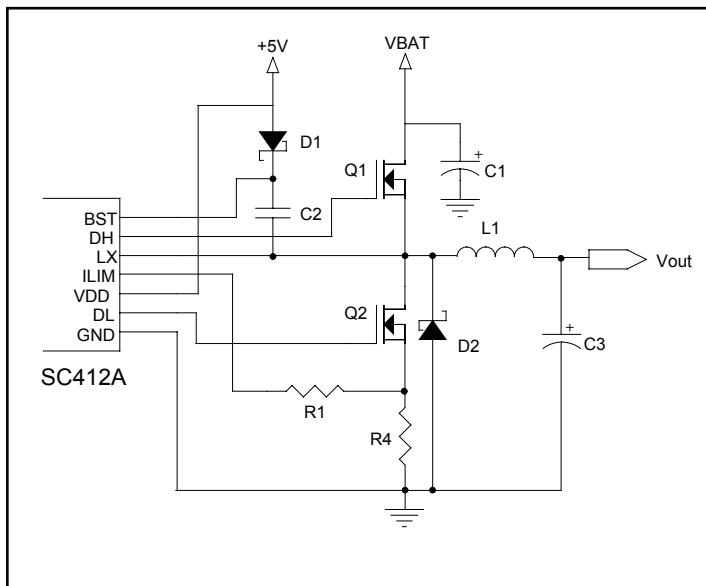 +5V
VBAT
D1
Q1
+
C1
BST
C2
DH
L1
LX
Vout
ILIM
VDD
Q2
DL
+
D2
C3
GND
SC412A
R1
R4